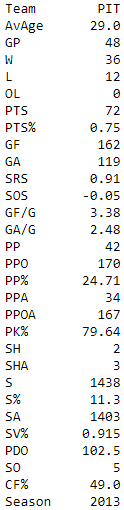 Team PIT
AvAge 29.0
GP 48
W 36
L 12
OL 0
PTS 72
PTS% 0.75
GF 162
GA 119
SRS 0.91
SOS -0.05
GF/G 3.38
GA/G 2.48
PP 42
PPO 170
PP% 24.71
PPA 34
PPOA 167
PK% 79.64
SH 2
SHA 3
S 1438
S% 11.3
SA 1403
SV% 0.915
PDO 102.5
SO 5
CF% 49.0
Season 2013